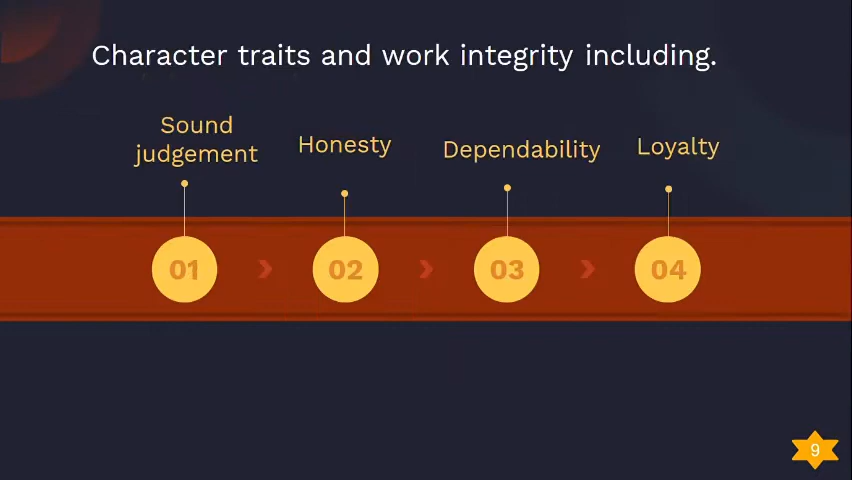 Character traits and work integrity including.
Sound
judgement
Honesty
Dependability
Loyalty
01
02
03
04
9